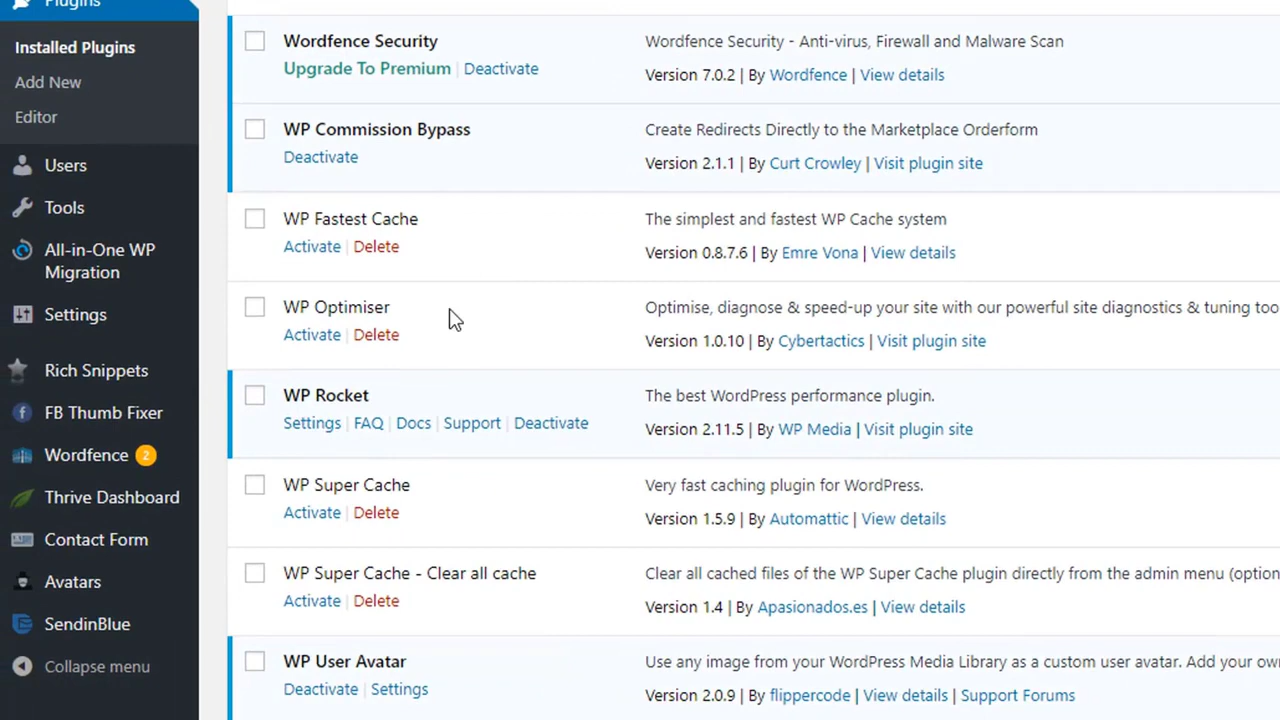 Plugins
Installed Plugins
Add New
Editor
Users
Tools
All-in-One WP
Migration
Settings
Rich Snippets
FB Thumb Fixer
Wordfence 2
Thrive Dashboard
Contact Form
Avatars
SendinBlue
Collapse menu
Wordfence Security
Upgrade To Premium | Deactivate
Wordfence Security - Anti-virus, Firewall and Malware Scan
Version 7.0.2 | By Wordfence | View details
WP Commission Bypass
Deactivate
Create Redirects Directly to the Marketplace Orderform
Version 2.1.1 | By Curt Crowley | Visit plugin site
WP Fastest Cache
Activate | Delete
The simplest and fastest WP Cache system
Version 0.8.7.6 | By Emre Vona | View details
WP Optimiser
Activate | Delete
Optimise, diagnose & speed-up your site with our powerful site diagnostics & tuning too
Version 1.0.10 | By Cybertactics | Visit plugin site
WP Rocket
Settings | FAQ | Docs | Support | Deactivate
The best WordPress performance plugin.
Version 2.11.5 | By WP Media | Visit plugin site
WP Super Cache
Activate | Delete
Very fast caching plugin for WordPress.
Version 1.5.9 | By Automattic | View details
WP Super Cache - Clear all cache
Activate | Delete
Clear all cached files of the WP Super Cache plugin directly from the admin menu (option
Version 1.4 | By Apasionados.es | View details
WP User Avatar
Deactivate | Settings
Use any image from your WordPress Media Library as a custom user avatar. Add your own
Version 2.0.9 | By flippercode | View details | Support Forums